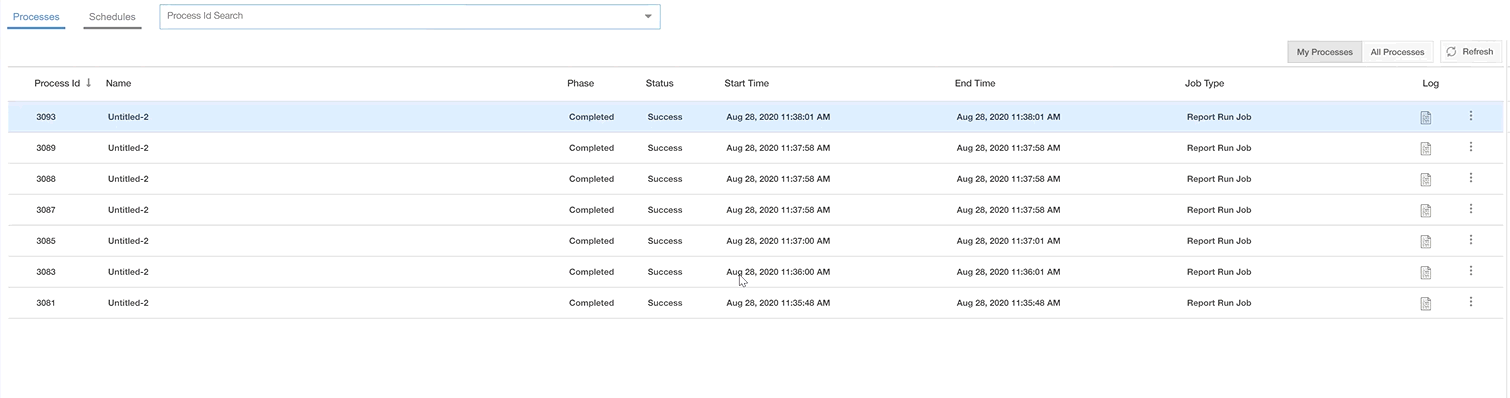 Processes Schedules Process Id Search
My Processes All Processes Refresh
Process Id ↓ Name Phase Status Start Time End Time Job Type Log
3093 Untitled-2 Completed Success Aug 28, 2020 11:38:01 AM Aug 28, 2020 11:38:01 AM Report Run Job
3089 Untitled-2 Completed Success Aug 28, 2020 11:37:58 AM Aug 28, 2020 11:37:58 AM Report Run Job
3088 Untitled-2 Completed Success Aug 28, 2020 11:37:58 AM Aug 28, 2020 11:37:58 AM Report Run Job
3087 Untitled-2 Completed Success Aug 28, 2020 11:37:58 AM Aug 28, 2020 11:37:58 AM Report Run Job
3085 Untitled-2 Completed Success Aug 28, 2020 11:37:00 AM Aug 28, 2020 11:37:01 AM Report Run Job
3083 Untitled-2 Completed Success Aug 28, 2020 11:36:00 AM Aug 28, 2020 11:36:01 AM Report Run Job
3081 Untitled-2 Completed Success Aug 28, 2020 11:35:48 AM Aug 28, 2020 11:35:48 AM Report Run Job